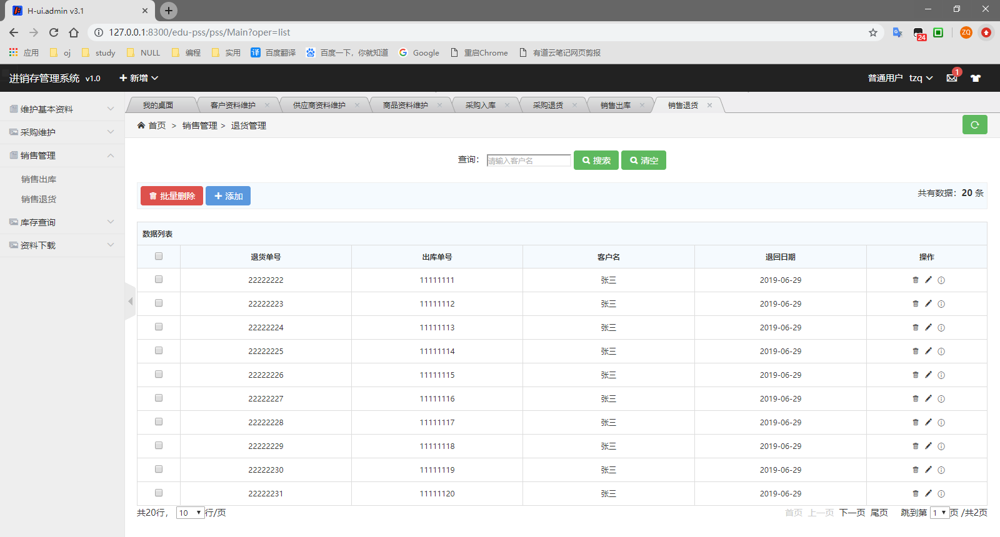 H-ui.admin v3.1
127.0.0.1:8300/edu-pss/pss/Main?oper=list
24
ZQ
应用 oj study NULL 编程 实用 译 百度翻译 百度一下，你就知道 Google 重启Chrome 有道云笔记网页剪报
进销存管理系统 v1.0 新增 普通用户 tzq 1
维护基本资料
采购维护
销售管理
销售出库
销售退货
库存查询
资料下载
我的桌面 客户资料维护 供应商资料维护 商品资料维护 采购入库 采购退货 销售出库 销售退货
首页 > 销售管理 > 退货管理
查询： 请输入客户名 搜索 清空
批量删除 添加 共有数据：20 条
数据列表
退货单号 出库单号 客户名 退回日期 操作
22222222 11111111 张三 2019-06-29
22222223 11111112 张三 2019-06-29
22222224 11111113 张三 2019-06-29
22222225 11111114 张三 2019-06-29
22222226 11111115 张三 2019-06-29
22222227 11111116 张三 2019-06-29
22222228 11111117 张三 2019-06-29
22222229 11111118 张三 2019-06-29
22222230 11111119 张三 2019-06-29
22222231 11111120 张三 2019-06-29
共20行， 10 行/页 首页 上一页 下一页 尾页 跳到第 1 页 /共2页